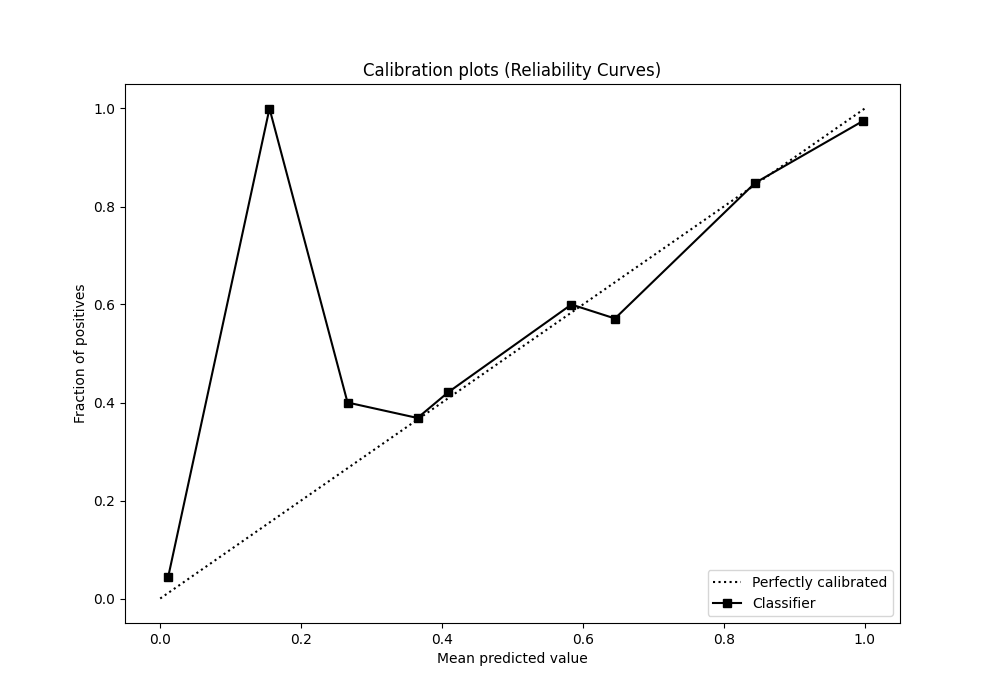 Calibration plots (Reliability Curves)
Fraction of positives
1.0
0.8
0.6
0.4
0.2
0.0
0.0 0.2 0.4 0.6 0.8 1.0
Mean predicted value
Perfectly calibrated
Classifier